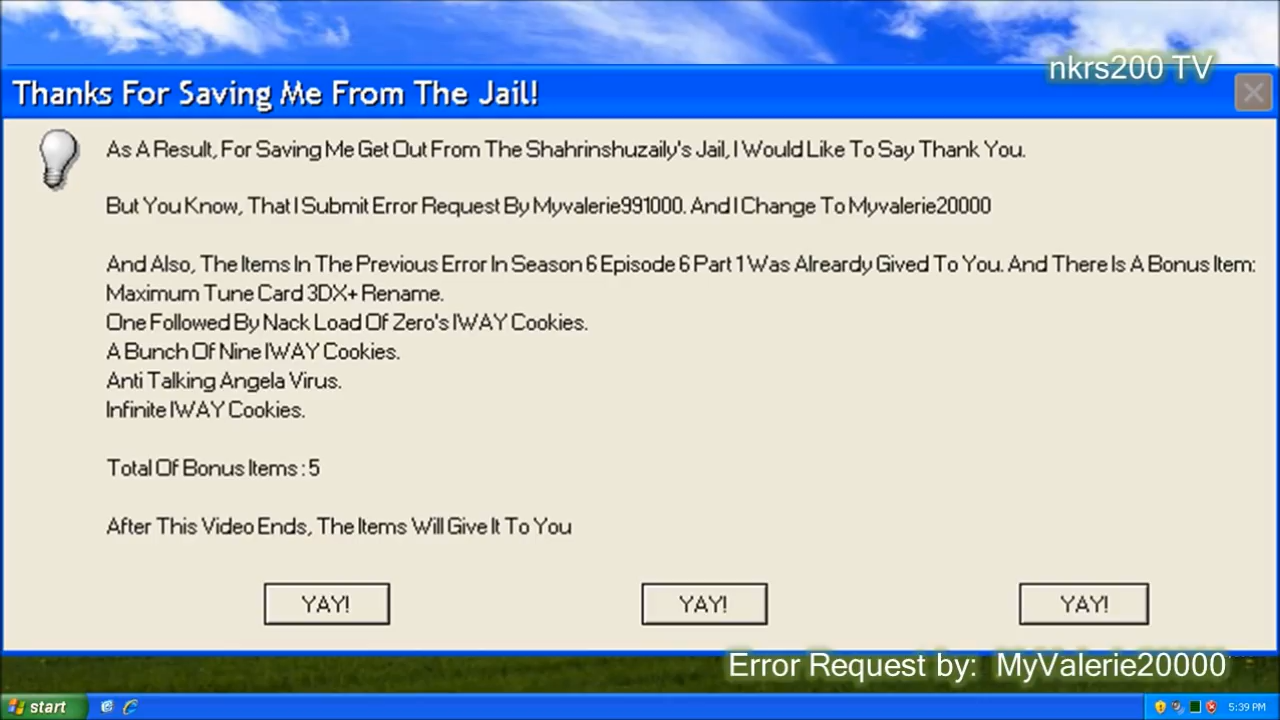 nkrs200 TV
Thanks For Saving Me From The Jail!
As A Result, For Saving Me Get Out From The Shahrinshuzaily's Jail, I Would Like To Say Thank You.
But You Know, That I Submit Error Request By Myvalerie991000. And I Change To Myvalerie20000
And Also, The Items In The Previous Error In Season 6 Episode 6 Part 1 Was Alreardy Gived To You. And There Is A Bonus Item:
Maximum Tune Card 3DX+ Rename.
One Followed By Nack Load Of Zero's IWAY Cookies.
A Bunch Of Nine IWAY Cookies.
Anti Talking Angela Virus.
Infinite IWAY Cookies.
Total Of Bonus Items : 5
After This Video Ends, The Items Will Give It To You
YAY! YAY! YAY!
Error Request by: MyValerie20000
start 5:39 PM